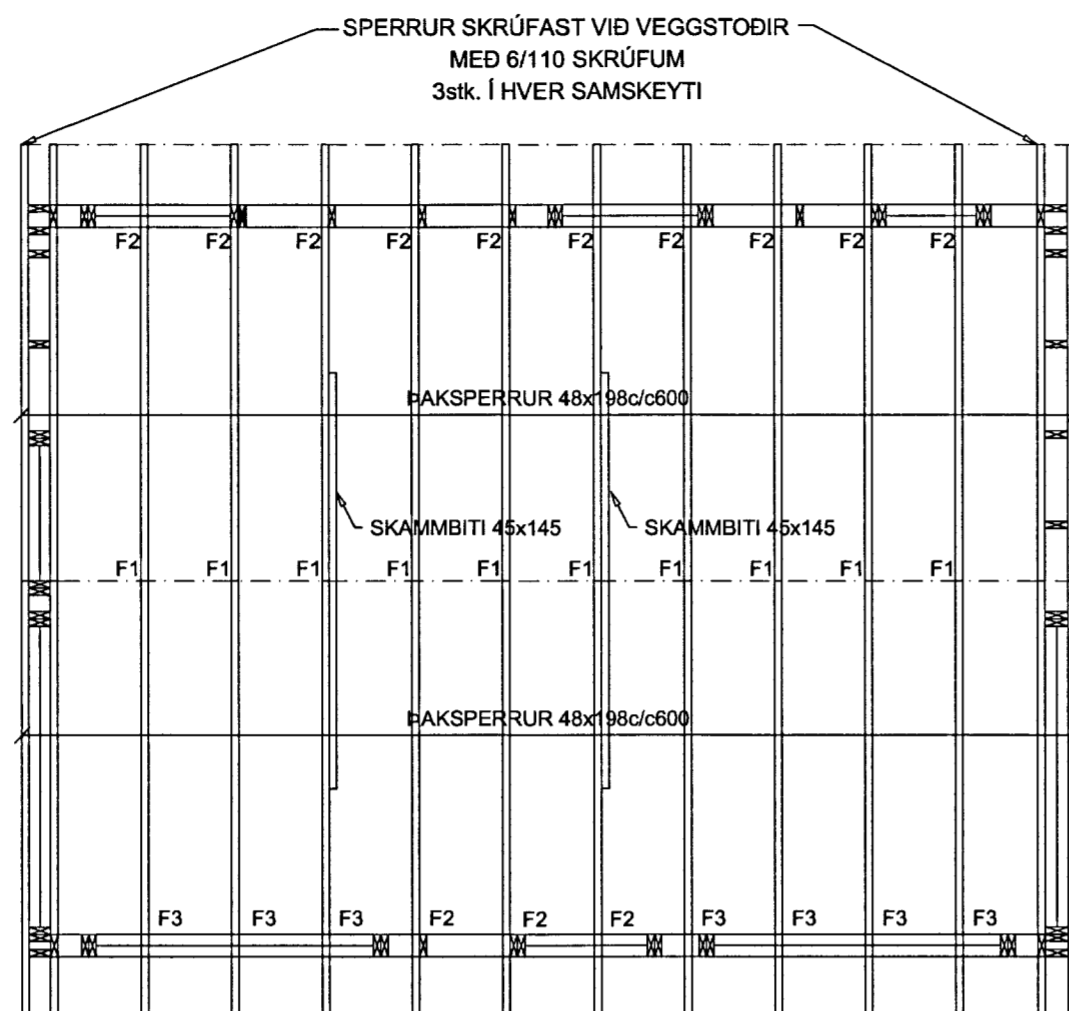 SPERRUR SKRÚFAST VIÐ VEGGSTOÐIR
MEÐ 6/110 SKRÚFUM
3stk. Í HVER SAMSKEYTI
F2 F2 F2 F2 F2 F2 F2 F2 F2 F2
ÞAKSPERRUR 48x198c/c600
SKAMMBITI 45x145 SKAMMBITI 45x145
F1 F1 F1 F1 F1 F1 F1 F1 F1 F1
ÞAKSPERRUR 48x198c/c600
F3 F3 F3 F2 F2 F2 F3 F3 F3 F3